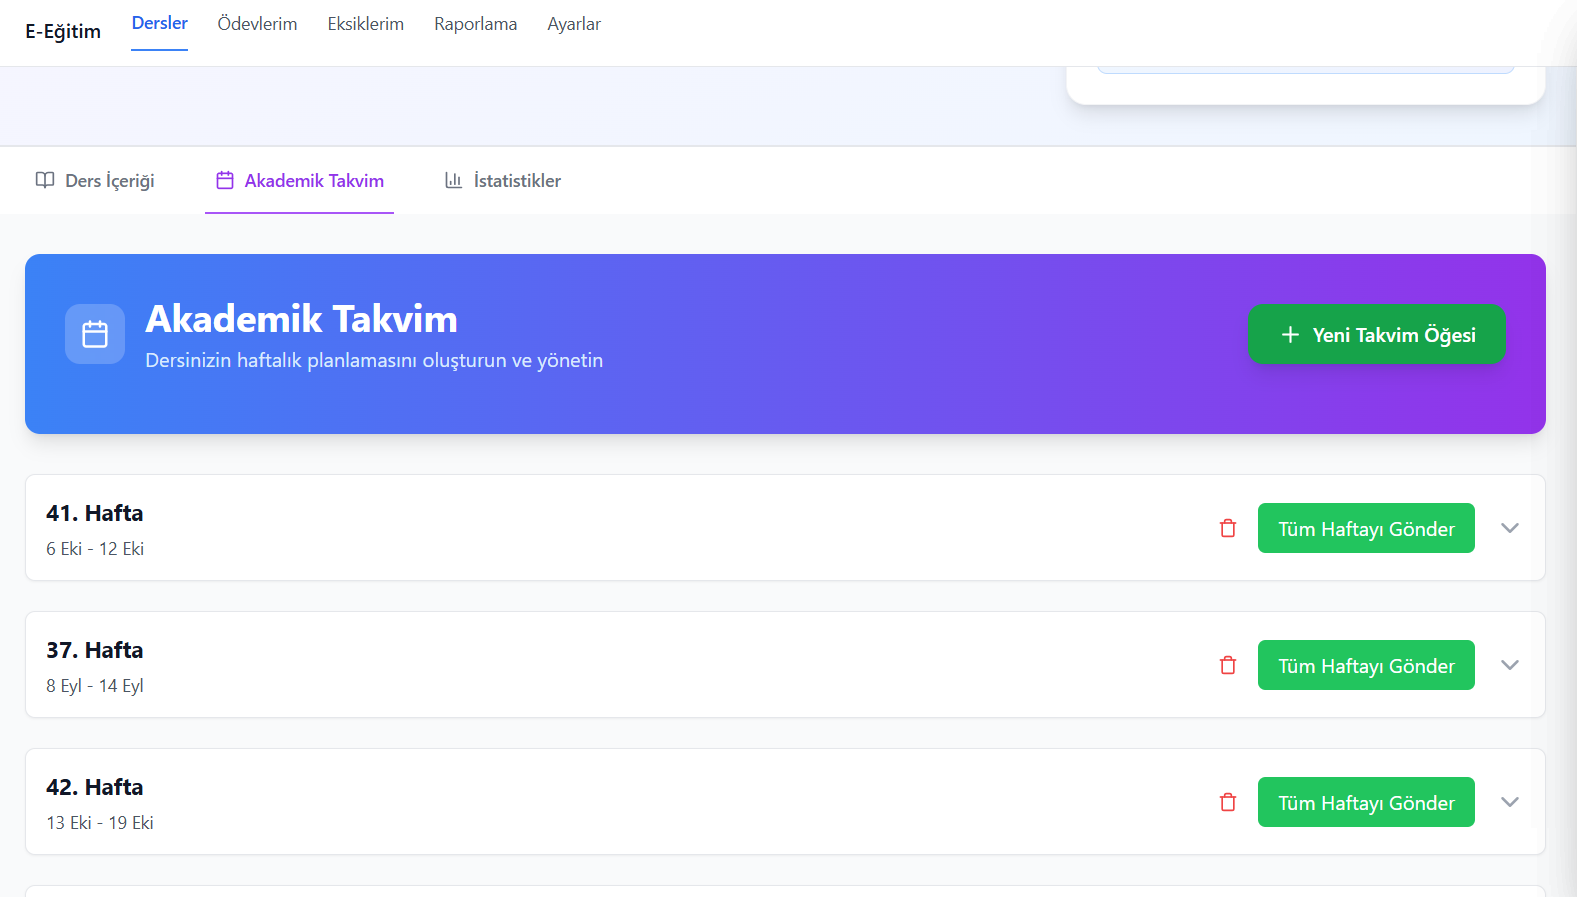 E-Eğitim
Dersler
Ödevlerim
Eksiklerim
Raporlama
Ayarlar
Ders İçeriği
Akademik Takvim
İstatistikler
Akademik Takvim
Dersinizin haftalık planlamasını oluşturun ve yönetin
Yeni Takvim Öğesi
41. Hafta
6 Eki - 12 Eki
Tüm Haftayı Gönder
37. Hafta
8 Eyl - 14 Eyl
Tüm Haftayı Gönder
42. Hafta
13 Eki - 19 Eki
Tüm Haftayı Gönder